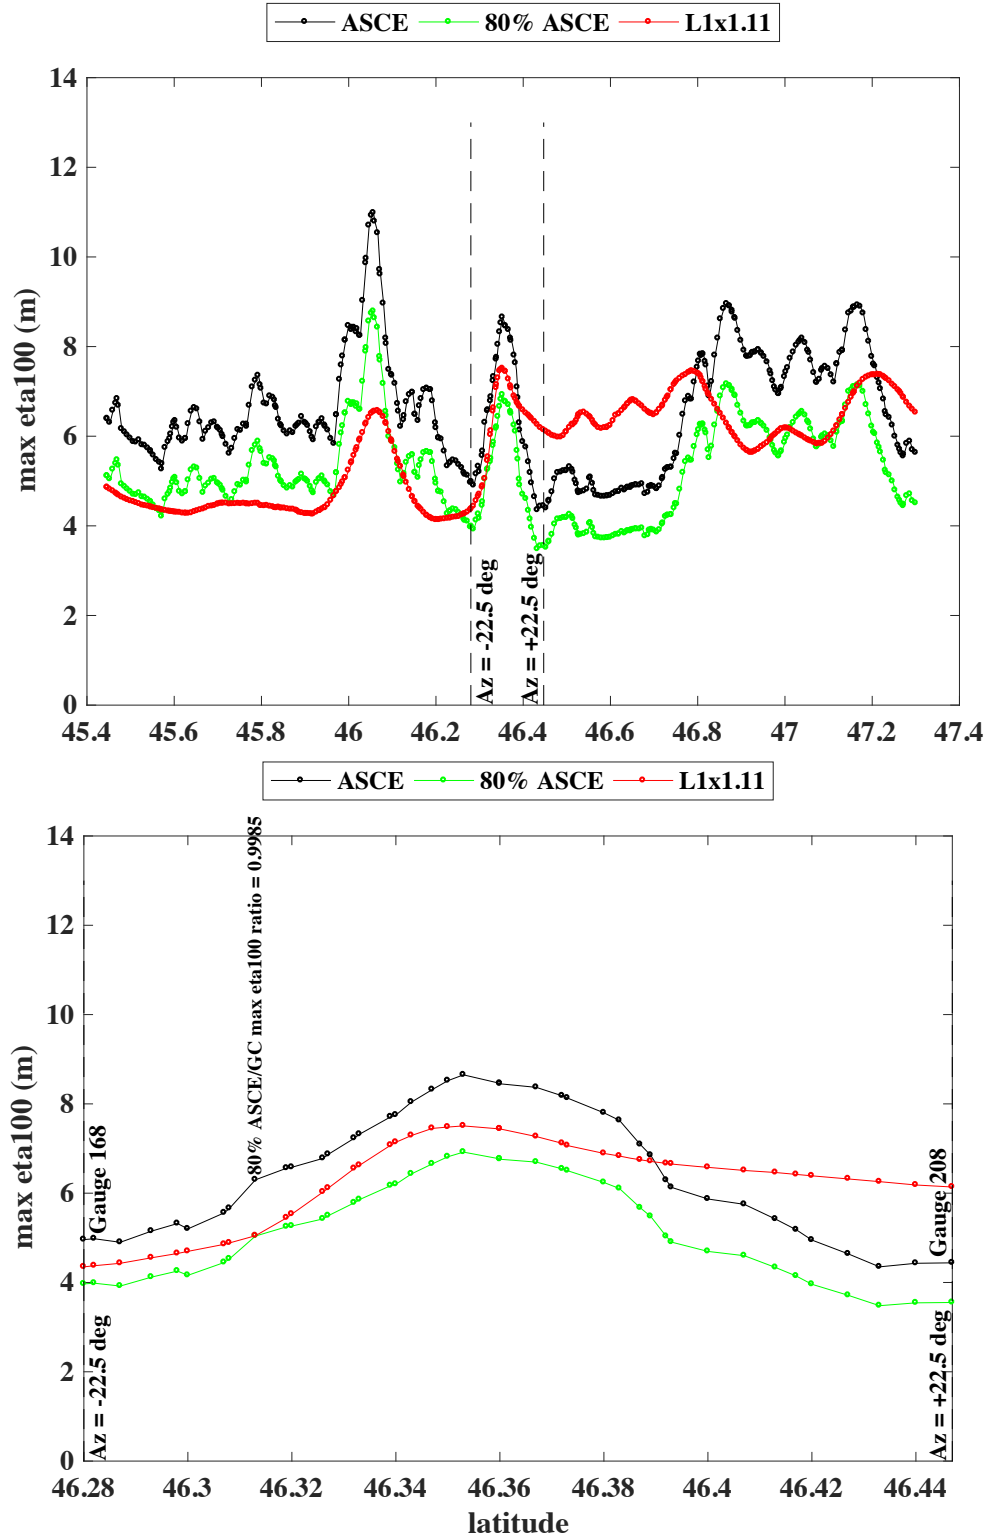 ASCE 80% ASCE L1x1.11
14
12
10
8
6
4
2
0
max eta100 (m)
Az = -22.5 deg
Az = +22.5 deg
45.4 45.6 45.8 46 46.2 46.4 46.6 46.8 47 47.2 47.4
ASCE 80% ASCE L1x1.11
14
12
10
8
6
4
2
0
max eta100 (m)
80% ASCE/GC max eta100 ratio = 0.9985
Gauge 168
Gauge 208
Az = -22.5 deg
Az = +22.5 deg
46.28 46.3 46.32 46.34 46.36 46.38 46.4 46.42 46.44
latitude